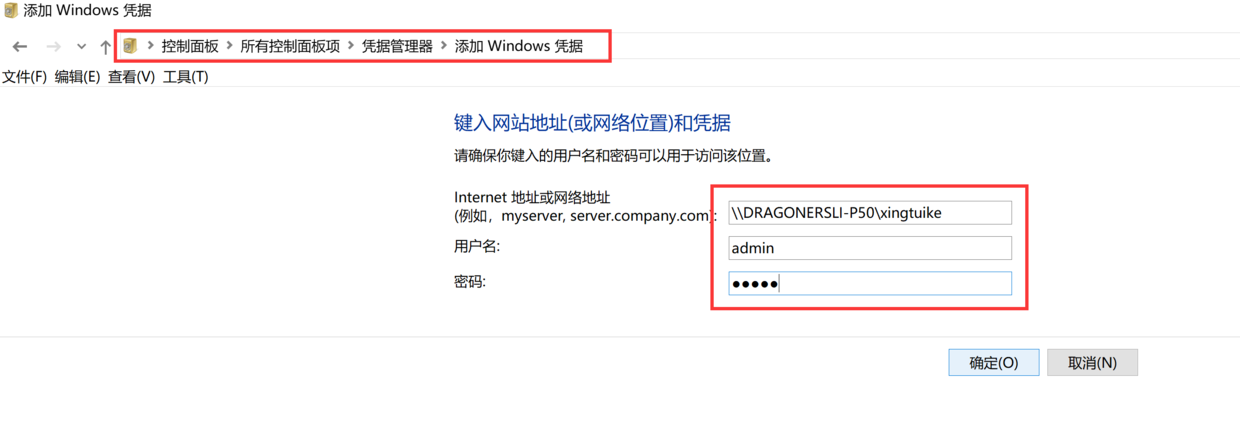 添加 Windows 凭据
控制面板 > 所有控制面板项 > 凭据管理器 > 添加 Windows 凭据
文件(F) 编辑(E) 查看(V) 工具(T)
键入网站地址(或网络位置)和凭据
请确保你键入的用户名和密码可以用于访问该位置。
Internet 地址或网络地址
(例如，myserver, server.company.com): \\DRAGONERSLI-P50\xingtuike
用户名: admin
密码: ●●●●●
确定(O) 取消(N)